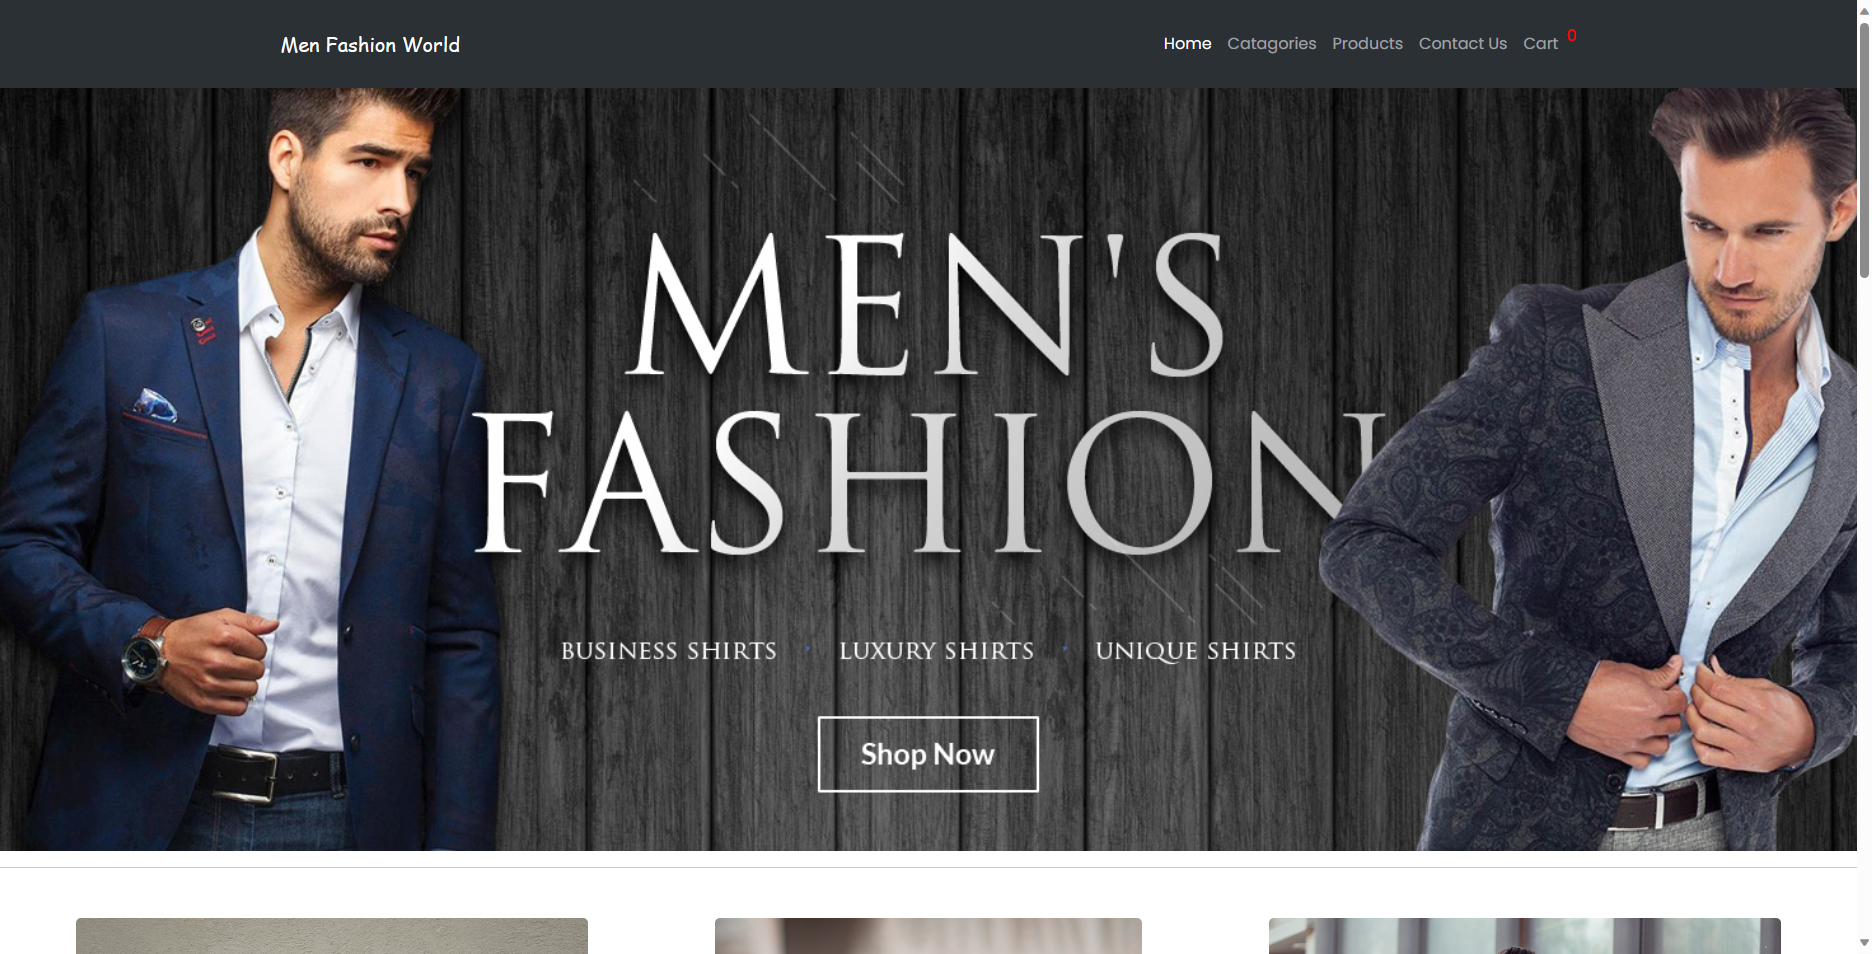 Men Fashion World
Home Catagories Products Contact Us Cart 0
MEN'S
FASHION
BUSINESS SHIRTS · LUXURY SHIRTS · UNIQUE SHIRTS
Shop Now